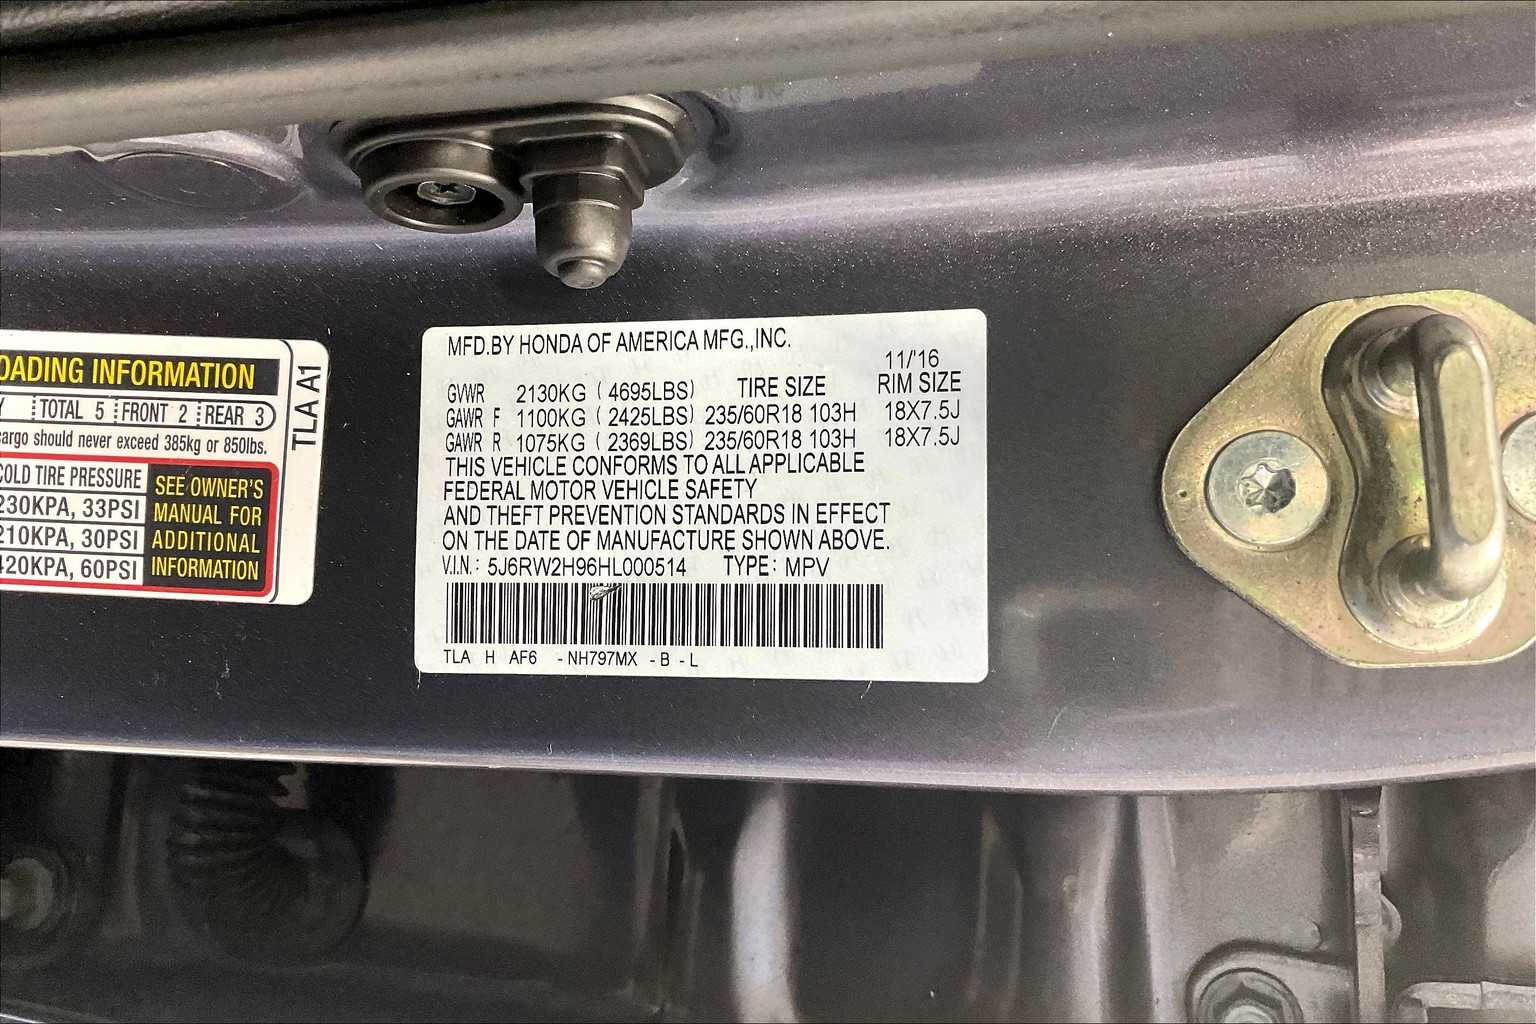 OADING INFORMATION
TOTAL 5 FRONT 2 REAR 3
cargo should never exceed 385kg or 850lbs.
COLD TIRE PRESSURE
230KPA, 33PSI
210KPA, 30PSI
420KPA, 60PSI
SEE OWNER'S
MANUAL FOR
ADDITIONAL
INFORMATION
TLA A1
MFD.BY HONDA OF AMERICA MFG.,INC.
11/'16
GVWR 2130KG (4695LBS) TIRE SIZE RIM SIZE
GAWR F 1100KG (2425LBS) 235/60R18 103H 18X7.5J
GAWR R 1075KG (2369LBS) 235/60R18 103H 18X7.5J
THIS VEHICLE CONFORMS TO ALL APPLICABLE
FEDERAL MOTOR VEHICLE SAFETY
AND THEFT PREVENTION STANDARDS IN EFFECT
ON THE DATE OF MANUFACTURE SHOWN ABOVE.
V.I.N.: 5J6RW2H96HL000514 TYPE: MPV
TLA H AF6 -NH797MX -B -L